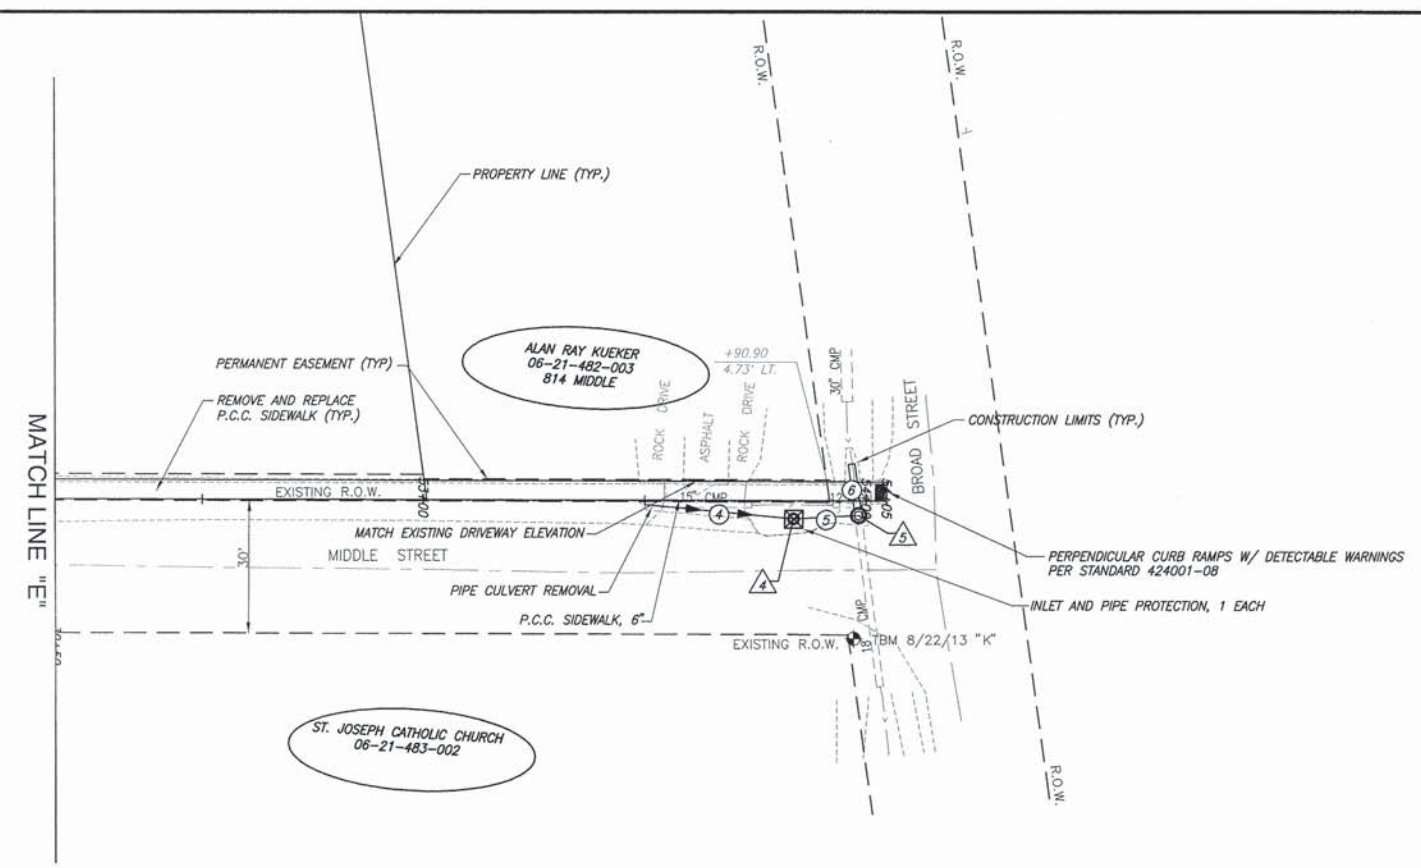 R.O.W.
R.O.W.
PROPERTY LINE (TYP.)
ALAN RAY KUEKER
06-21-482-003
814 MIDDLE
+90.90
4.73' LT.
PERMANENT EASEMENT (TYP)
REMOVE AND REPLACE
P.C.C. SIDEWALK (TYP.)
ROCK DRIVE
ASPHALT
ROCK DRIVE
30" CMP
BROAD STREET
CONSTRUCTION LIMITS (TYP.)
MATCH LINE "E"
EXISTING R.O.W.
53+00
15" CMP
12
6
4
5
5
4
MATCH EXISTING DRIVEWAY ELEVATION
30'
MIDDLE STREET
PIPE CULVERT REMOVAL
P.C.C. SIDEWALK, 6"
PERPENDICULAR CURB RAMPS W/ DETECTABLE WARNINGS
PER STANDARD 424001-08
INLET AND PIPE PROTECTION, 1 EACH
18" CMP
EXISTING R.O.W.
TBM 8/22/13 "K"
ST. JOSEPH CATHOLIC CHURCH
06-21-483-002
R.O.W.